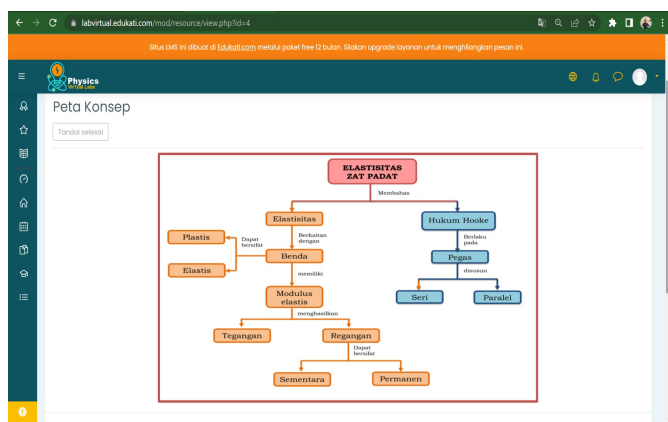 labvirtual.edukati.com/mod/resource/view.php?id=4
Situs LMS ini dibuat di Edukati.com melalui paket free 12 bulan. Silakan upgrade layanan untuk menghilangkan pesan ini.
Physics
Virtual Labs
Peta Konsep
Tandai selesai
ELASTISITAS
ZAT PADAT
Membahas
Elastisitas
Hukum Hooke
Berkaitan
dengan
Berlaku
pada
Plastis
Dapat
bersifat
Benda
Pegas
Elastis
memiliki
disusun
Modulus
elastis
Seri
Paralel
menghasilkan
Tegangan
Regangan
Dapat
bersifat
Sementara
Permanen